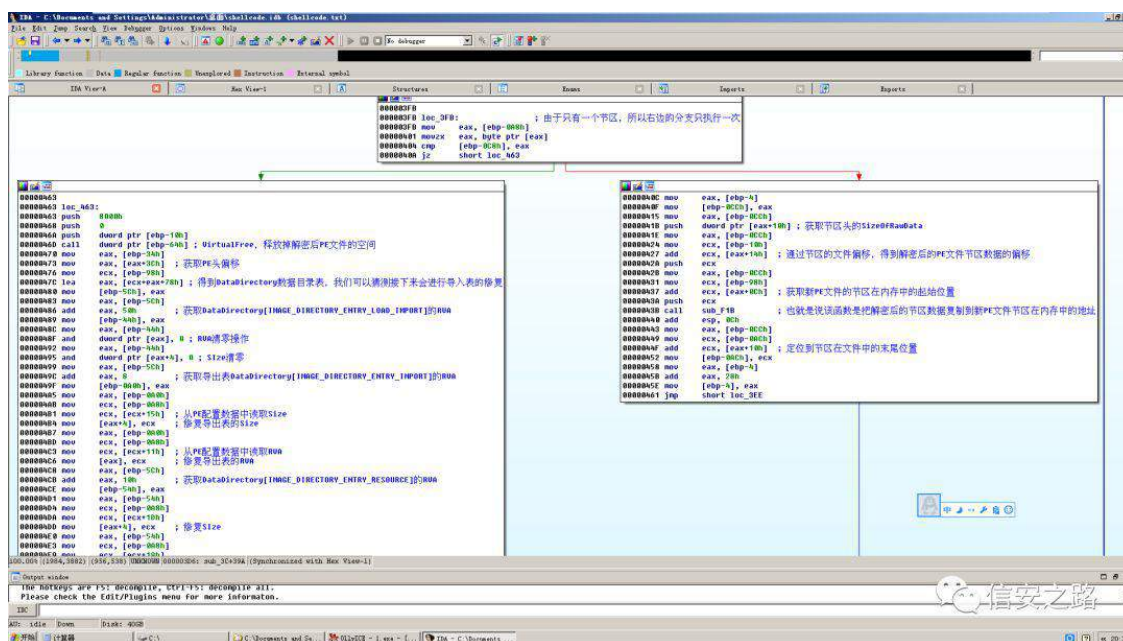 IDA - C:\Documents and Settings\Administrator\桌面\shellcode.idb (shellcode.txt)
File Edit Jump Search View Debugger Options Windows Help
No debugger
Library function Data Regular function Unexplored Instruction External symbol
IDA View-A Hex View-1 Structures Enums Imports Exports
000003FB
000003FB loc_3FB: ; 由于只有一个节区，所以右边的分支只执行一次
000003FB mov eax, [ebp-0A8h]
00000401 movzx eax, byte ptr [eax]
00000404 cmp [ebp-0C8h], eax
0000040A jz short loc_463
00000463
00000463 loc_463:
00000463 push 8000h
00000468 push 0
0000046A push dword ptr [ebp-10h]
0000046D call dword ptr [ebp-64h] ; VirtualFree, 释放掉解密后PE文件的空间
00000470 mov eax, [ebp-34h]
00000473 mov eax, [eax+3Ch] ; 获取PE头偏移
00000476 mov ecx, [ebp-98h]
0000047C lea eax, [ecx+eax+78h] ; 得到DataDirectory数据目录表，我们可以猜测接下来会进行导入表的修复
00000480 mov [ebp-5Ch], eax
00000483 mov eax, [ebp-5Ch]
00000486 add eax, 50h ; 获取DataDirectory[IMAGE_DIRECTORY_ENTRY_LOAD_IMPORT]的RVA
00000489 mov [ebp-44h], eax
0000048C mov eax, [ebp-44h]
0000048F and dword ptr [eax], 0 ; RVA清零操作
00000492 mov eax, [ebp-44h]
00000495 and dword ptr [eax+4], 0 ; SIze清零
00000499 mov eax, [ebp-5Ch]
0000049C add eax, 8 ; 获取导出表DataDirectory[IMAGE_DIRECTORY_ENTRY_IMPORT]的RVA
0000049F mov [ebp-0A0h], eax
000004A5 mov eax, [ebp-0A0h]
000004AB mov ecx, [ebp-0A8h]
000004B1 mov ecx, [ecx+15h] ; 从PE配置数据中读取Size
000004B4 mov [eax+4], ecx ; 修复导出表的Size
000004B7 mov eax, [ebp-0A0h]
000004BD mov ecx, [ebp-0A8h]
000004C3 mov ecx, [ecx+11h] ; 从PE配置数据中读取RVA
000004C6 mov [eax], ecx ; 修复导出表的RVA
000004C8 mov eax, [ebp-5Ch]
000004CB add eax, 10h ; 获取DataDirectory[IMAGE_DIRECTORY_ENTRY_RESOURCE]的RVA
000004CE mov [ebp-54h], eax
000004D1 mov eax, [ebp-54h]
000004D4 mov ecx, [ebp-0A8h]
000004DA mov ecx, [ecx+1Dh]
000004DD mov [eax+4], ecx ; 修复SIze
000004E0 mov eax, [ebp-54h]
000004E3 mov ecx, [ebp-0A8h]
0000040C mov eax, [ebp-4]
0000040F mov [ebp-0CCh], eax
00000415 mov eax, [ebp-0CCh]
0000041B push dword ptr [eax+10h] ; 获取节区头的SizeOfRawData
0000041E mov eax, [ebp-0CCh]
00000424 mov ecx, [ebp-10h]
00000427 add ecx, [eax+14h] ; 通过节区的文件偏移，得到解密后的PE文件节区数据的偏移
0000042A push ecx
0000042B mov eax, [ebp-0CCh]
00000431 mov ecx, [ebp-98h]
00000437 add ecx, [eax+0Ch] ; 获取新PE文件的节区在内存中的起始位置
0000043A push ecx
0000043B call sub_F1B ; 也就是说该函数是把解密后的节区数据复制到新PE文件节区在内存中的地址
00000440 add esp, 0Ch
00000443 mov eax, [ebp-0CCh]
00000449 mov ecx, [ebp-0ACh]
0000044F add ecx, [eax+10h] ; 定位到节区在文件中的末尾位置
00000452 mov [ebp-0ACh], ecx
00000458 mov eax, [ebp-4]
0000045B add eax, 28h
0000045E mov [ebp-4], eax
00000461 jmp short loc_3EE
中
100.00% (1984,3882) (956,538) UNKNOWN 000003D6: sub_3C+39A (Synchronized with Hex View-1)
Output window
The hotkeys are F5: decompile, Ctrl-F5: decompile all.
Please check the Edit/Plugins menu for more informaton.
IDC
AU: idle Down Disk: 40GB
信安之路
开始 计算器 C:\ C:\Documents and Se... OllyICE - 1.exe - [... IDA - C:\Documents ...